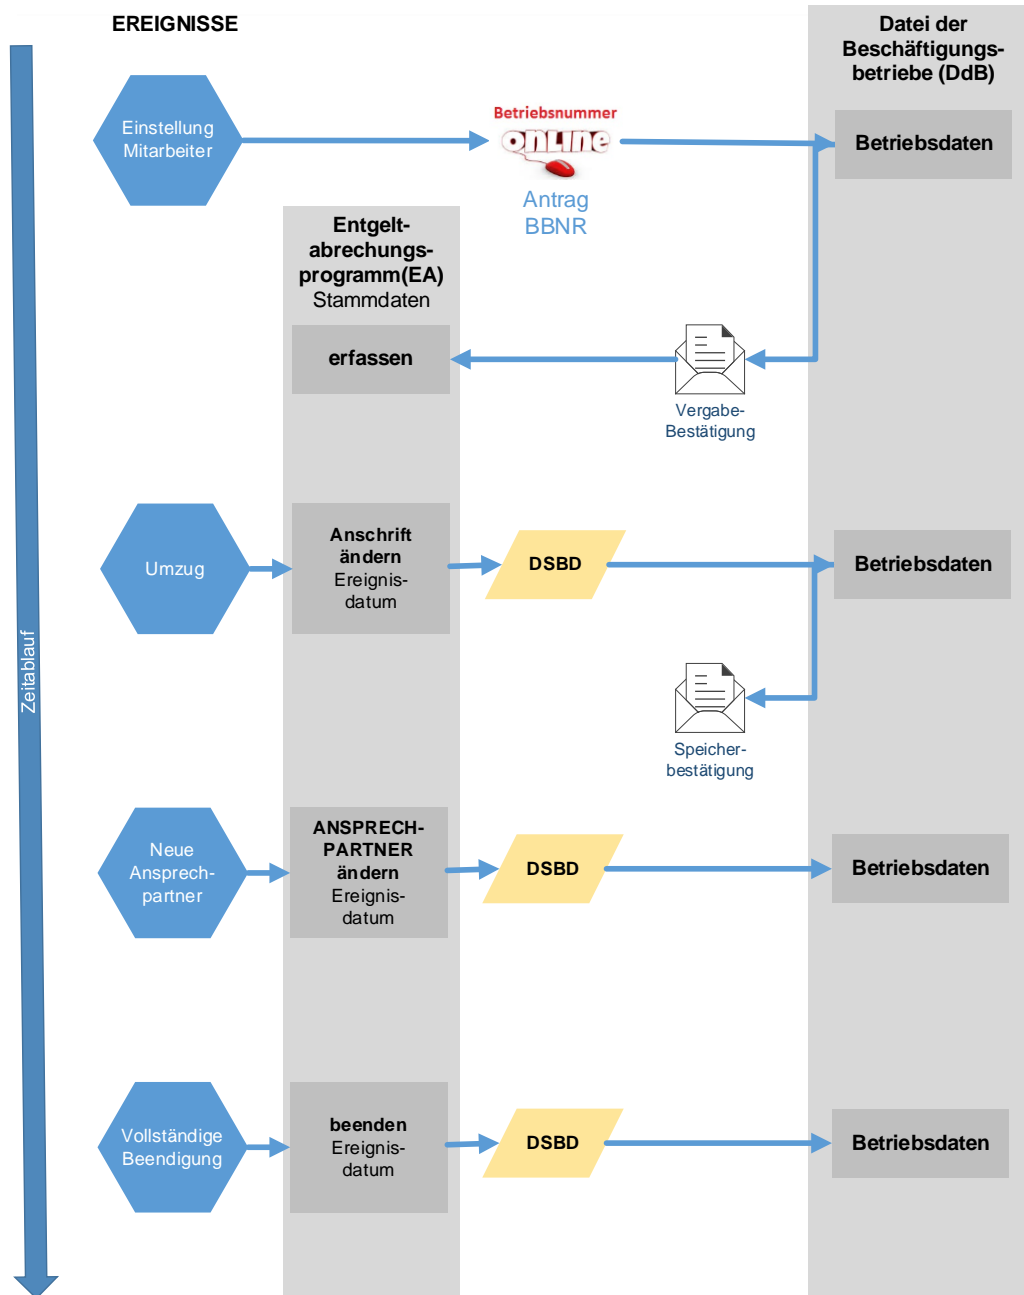 EREIGNISSE
Datei der
Beschäftigungs-
betriebe (DdB)
Einstellung
Mitarbeiter
Betriebsnummer
ONLINE
Antrag
BBNR
Betriebsdaten
Entgelt-
abrechungs-
programm(EA)
Stammdaten
erfassen
Vergabe-
Bestätigung
Umzug
Anschrift
ändern
Ereignis-
datum
DSBD
Betriebsdaten
Zeitablauf
Speicher-
bestätigung
Neue
Ansprech-
partner
ANSPRECH-
PARTNER
ändern
Ereignis-
datum
DSBD
Betriebsdaten
Vollständige
Beendigung
beenden
Ereignis-
datum
DSBD
Betriebsdaten